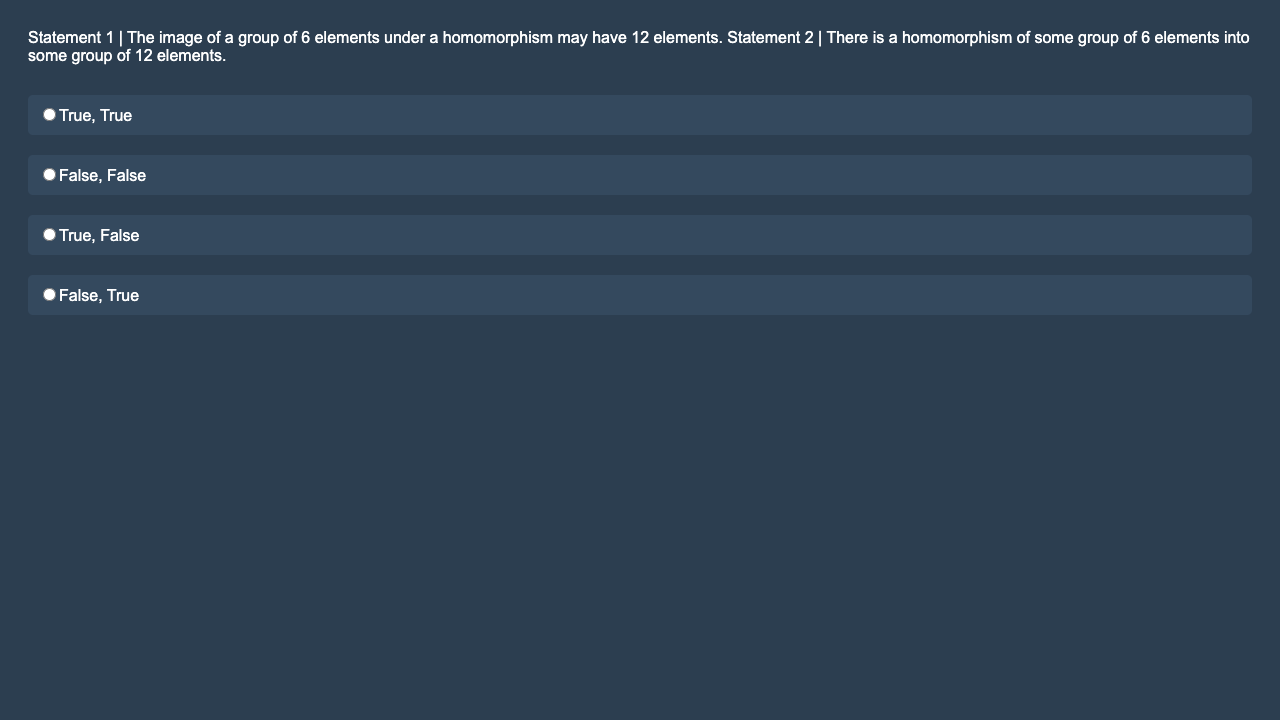 Statement 1 | The image of a group of 6 elements under a homomorphism may have 12 elements. Statement 2 | There is a homomorphism of some group of 6 elements into
some group of 12 elements.
True, True
False, False
True, False
False, True